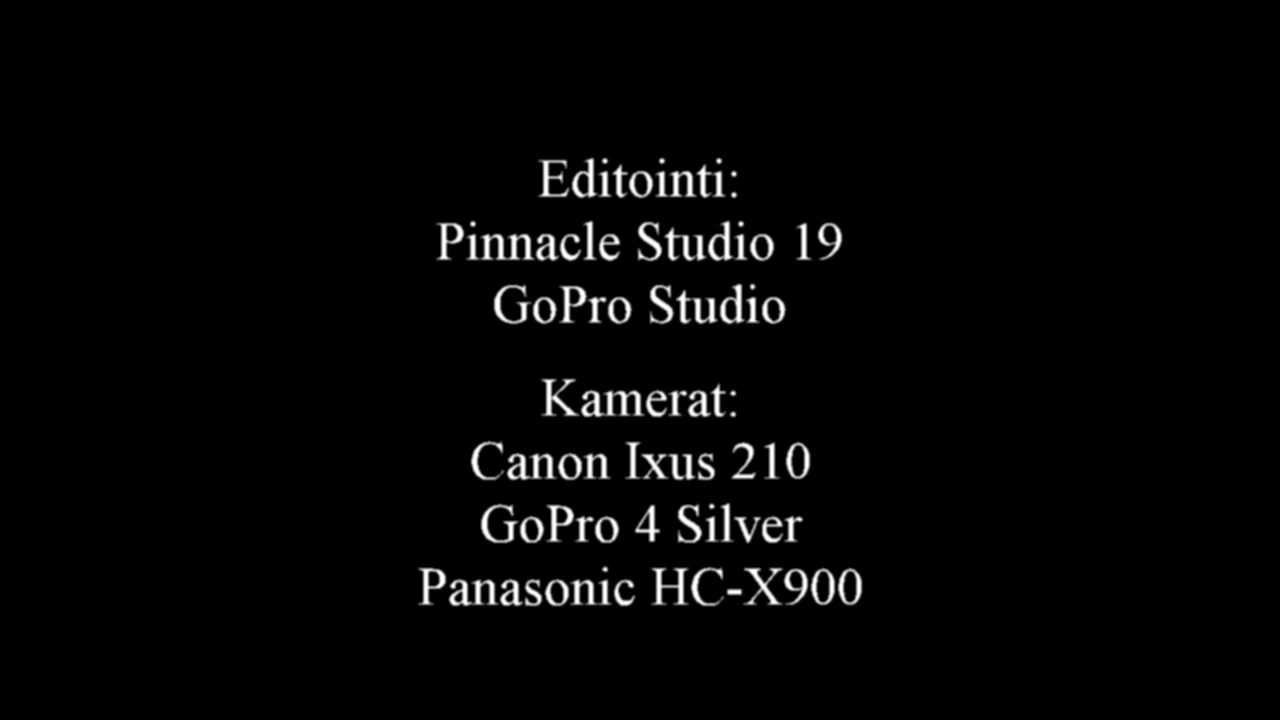 Editointi:
Pinnacle Studio 19
GoPro Studio
Kamerat:
Canon Ixus 210
GoPro 4 Silver
Panasonic HC-X900